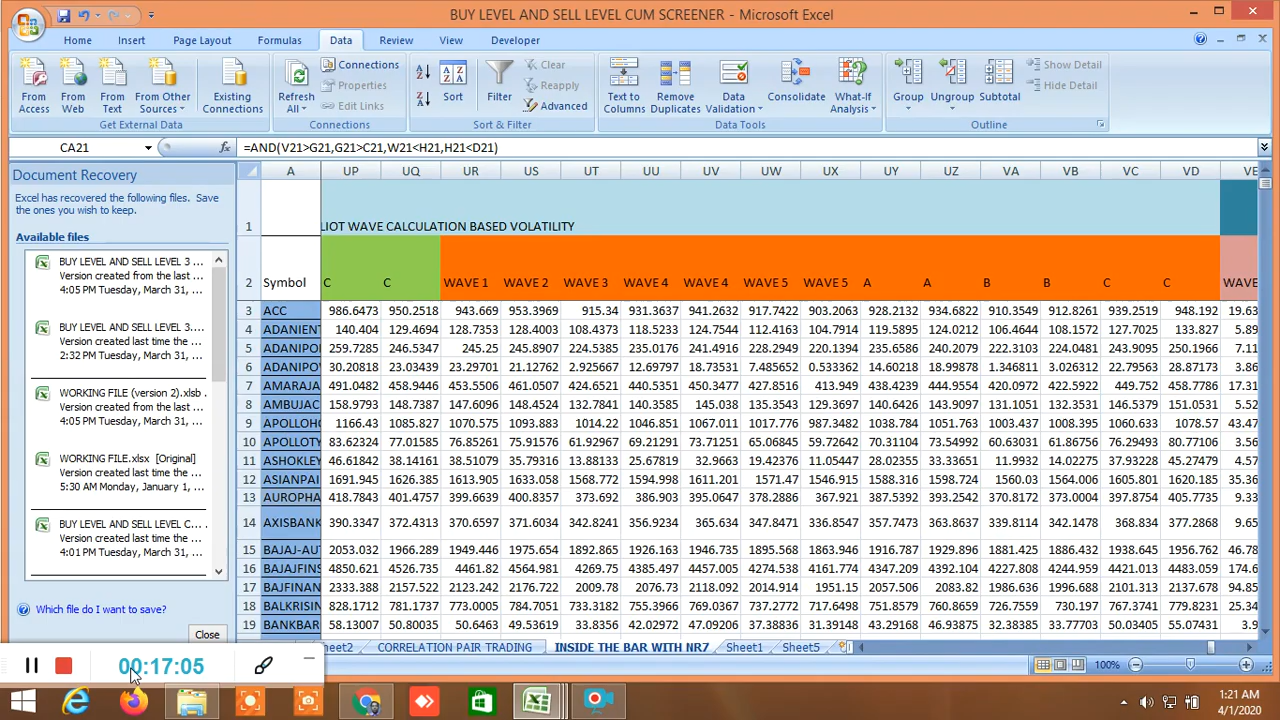 BUY LEVEL AND SELL LEVEL CUM SCREENER - Microsoft Excel
Home Insert Page Layout Formulas Data Review View Developer
From Access From Web From Text From Other Sources Existing Connections
Get External Data
Refresh All Connections Properties Edit Links
Connections
Sort Filter Clear Reapply Advanced
Sort & Filter
Text to Columns Remove Duplicates Data Validation Consolidate What-If Analysis
Data Tools
Group Ungroup Subtotal Show Detail Hide Detail
Outline
CA21 fx =AND(V21>G21,G21>C21,W21<H21,H21<D21)
Document Recovery
Excel has recovered the following files. Save
the ones you wish to keep.
Available files
BUY LEVEL AND SELL LEVEL 3 ...
Version created from the last ...
4:05 PM Tuesday, March 31, ...
BUY LEVEL AND SELL LEVEL 3....
Version created last time the ...
2:32 PM Tuesday, March 31, ...
WORKING FILE (version 2).xlsb ...
Version created from the last ...
4:05 PM Tuesday, March 31, ...
WORKING FILE.xlsx [Original]
Version created last time the ...
5:30 AM Monday, January 1, ...
BUY LEVEL AND SELL LEVEL C...
Version created last time the ...
4:01 PM Tuesday, March 31, ...
Which file do I want to save?
Close
A UP UQ UR US UT UU UV UW UX UY UZ VA VB VC VD VE
1 LIOT WAVE CALCULATION BASED VOLATILITY
2 Symbol C C WAVE 1 WAVE 2 WAVE 3 WAVE 4 WAVE 4 WAVE 5 WAVE 5 A A B B C C WAVE
3 ACC 986.6473 950.2518 943.669 953.3969 915.34 931.3637 941.2632 917.7422 903.2063 928.2132 934.6822 910.3549 912.8261 939.2519 948.192 19.63
4 ADANIENT 140.404 129.4694 128.7353 128.4003 108.4373 118.5233 124.7544 112.4163 104.7914 119.5895 124.0212 106.4644 108.1572 127.7025 133.827 5.89
5 ADANIPO 259.7285 246.5347 245.25 245.8907 224.5385 235.0176 241.4916 228.2949 220.1394 235.6586 240.2079 222.3103 224.0481 243.9095 250.1966 7.11
6 ADANIPOV 30.20818 23.03439 23.29701 21.12762 2.925667 12.69797 18.73531 7.485652 0.533362 14.60218 18.99878 1.346811 3.026312 22.79563 28.87173 3.86
7 AMARAJA 491.0482 458.9446 453.5506 461.0507 424.6521 440.5351 450.3477 427.8516 413.949 438.4223 444.9554 420.0972 422.5922 449.752 458.7786 17.31
8 AMBUJAC 158.9793 148.7387 147.6096 148.4524 132.7841 140.3585 145.038 135.3543 129.3697 140.6426 143.9097 131.1051 132.3531 146.5379 151.0531 5.52
9 APOLLOH 1166.43 1085.827 1070.575 1093.883 1014.22 1046.851 1067.011 1017.776 987.3482 1038.784 1051.763 1003.437 1008.395 1060.633 1078.57 43.47
10 APOLLOTY 83.62324 77.01585 76.85261 75.91576 61.92967 69.21291 73.71251 65.06845 59.72642 70.31104 73.54992 60.63031 61.86756 76.29493 80.77106 3.56
11 ASHOKLEY 46.61842 38.14161 38.51079 35.79316 13.88133 25.68781 32.9663 19.42376 11.05447 28.02355 33.33651 11.9932 14.02275 37.93228 45.27479 4.57
12 ASIANPAI 1691.945 1626.385 1613.905 1633.058 1568.772 1594.998 1611.201 1571.47 1546.915 1588.316 1598.724 1560.03 1564.006 1605.801 1620.185 35.36
13 AUROPHA 418.7843 401.4757 399.6639 400.8357 373.692 386.903 395.0647 378.2886 367.921 387.5392 393.2542 370.8172 373.0004 397.8754 405.7735 9.33
14 AXISBANK 390.3347 372.4313 370.6597 371.6034 342.8241 356.9234 365.634 347.8471 336.8547 357.7473 363.8637 339.8114 342.1478 368.834 377.2868 9.65
15 BAJAJ-AU 2053.032 1966.289 1949.446 1975.654 1892.865 1926.163 1946.735 1895.568 1863.946 1916.787 1929.896 1881.425 1886.432 1938.645 1956.762 46.78
16 BAJAJFINS 4850.621 4526.735 4461.82 4564.981 4269.75 4385.497 4457.005 4274.538 4161.774 4347.209 4392.104 4227.808 4244.959 4421.013 4483.059 174.6
17 BAJFINAN 2333.388 2157.522 2123.242 2176.722 2009.78 2076.73 2118.092 2014.914 1951.15 2057.506 2083.92 1986.636 1996.688 2101.313 2137.678 94.85
18 BALKRISIN 828.1712 781.1737 773.0005 784.7051 733.3182 755.3966 769.0367 737.2772 717.6498 751.8579 760.6759 726.7559 730.197 767.3741 779.8231 25.34
19 BANKBAR 58.13007 50.80035 50.6463 49.53619 33.8356 42.02972 47.09206 37.38836 31.39148 43.29168 46.93878 32.38385 33.77703 50.03405 55.07431
heet2 CORRELATION PAIR TRADING INSIDE THE BAR WITH NR7 Sheet1 Sheet5
100%
00:17:05
1:21 AM
4/1/2020